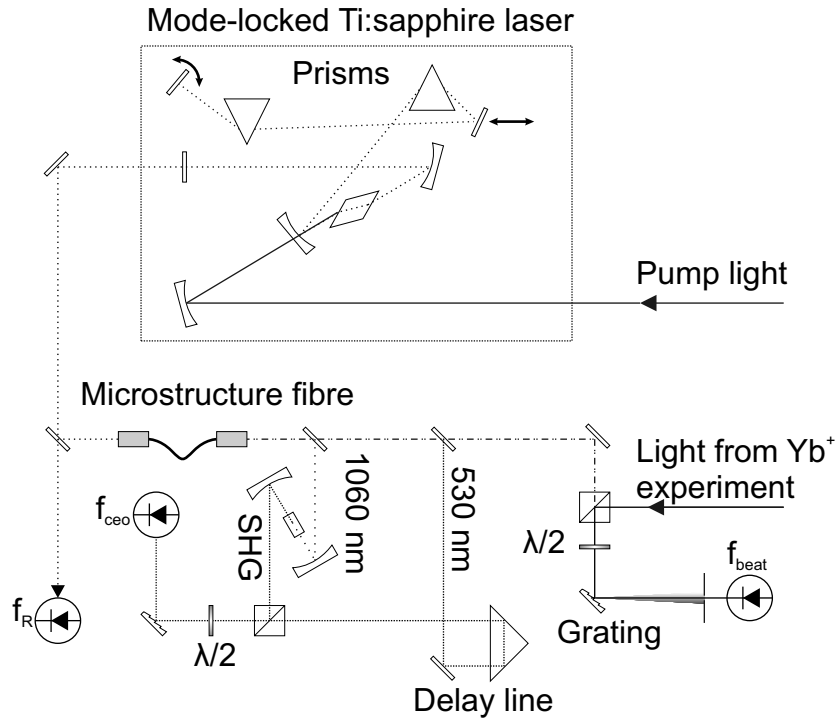 Mode-locked Ti:sapphire laser
Prisms
Pump light
Microstructure fibre
Light from Yb⁺
experiment
1060 nm
530 nm
SHG
f_ceo
λ/2
f_beat
f_R
λ/2
Grating
Delay line